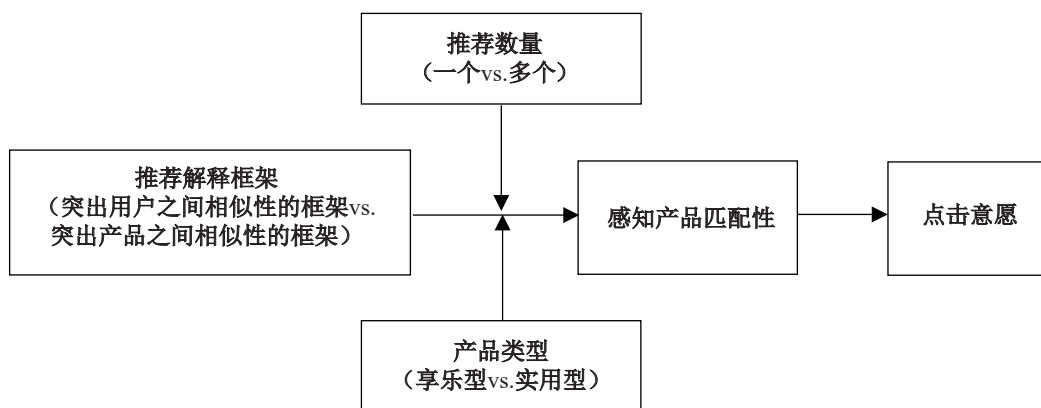 推荐数量
（一个vs.多个）
推荐解释框架
（突出用户之间相似性的框架vs.
突出产品之间相似性的框架）
感知产品匹配性
点击意愿
产品类型
（享乐型vs.实用型）